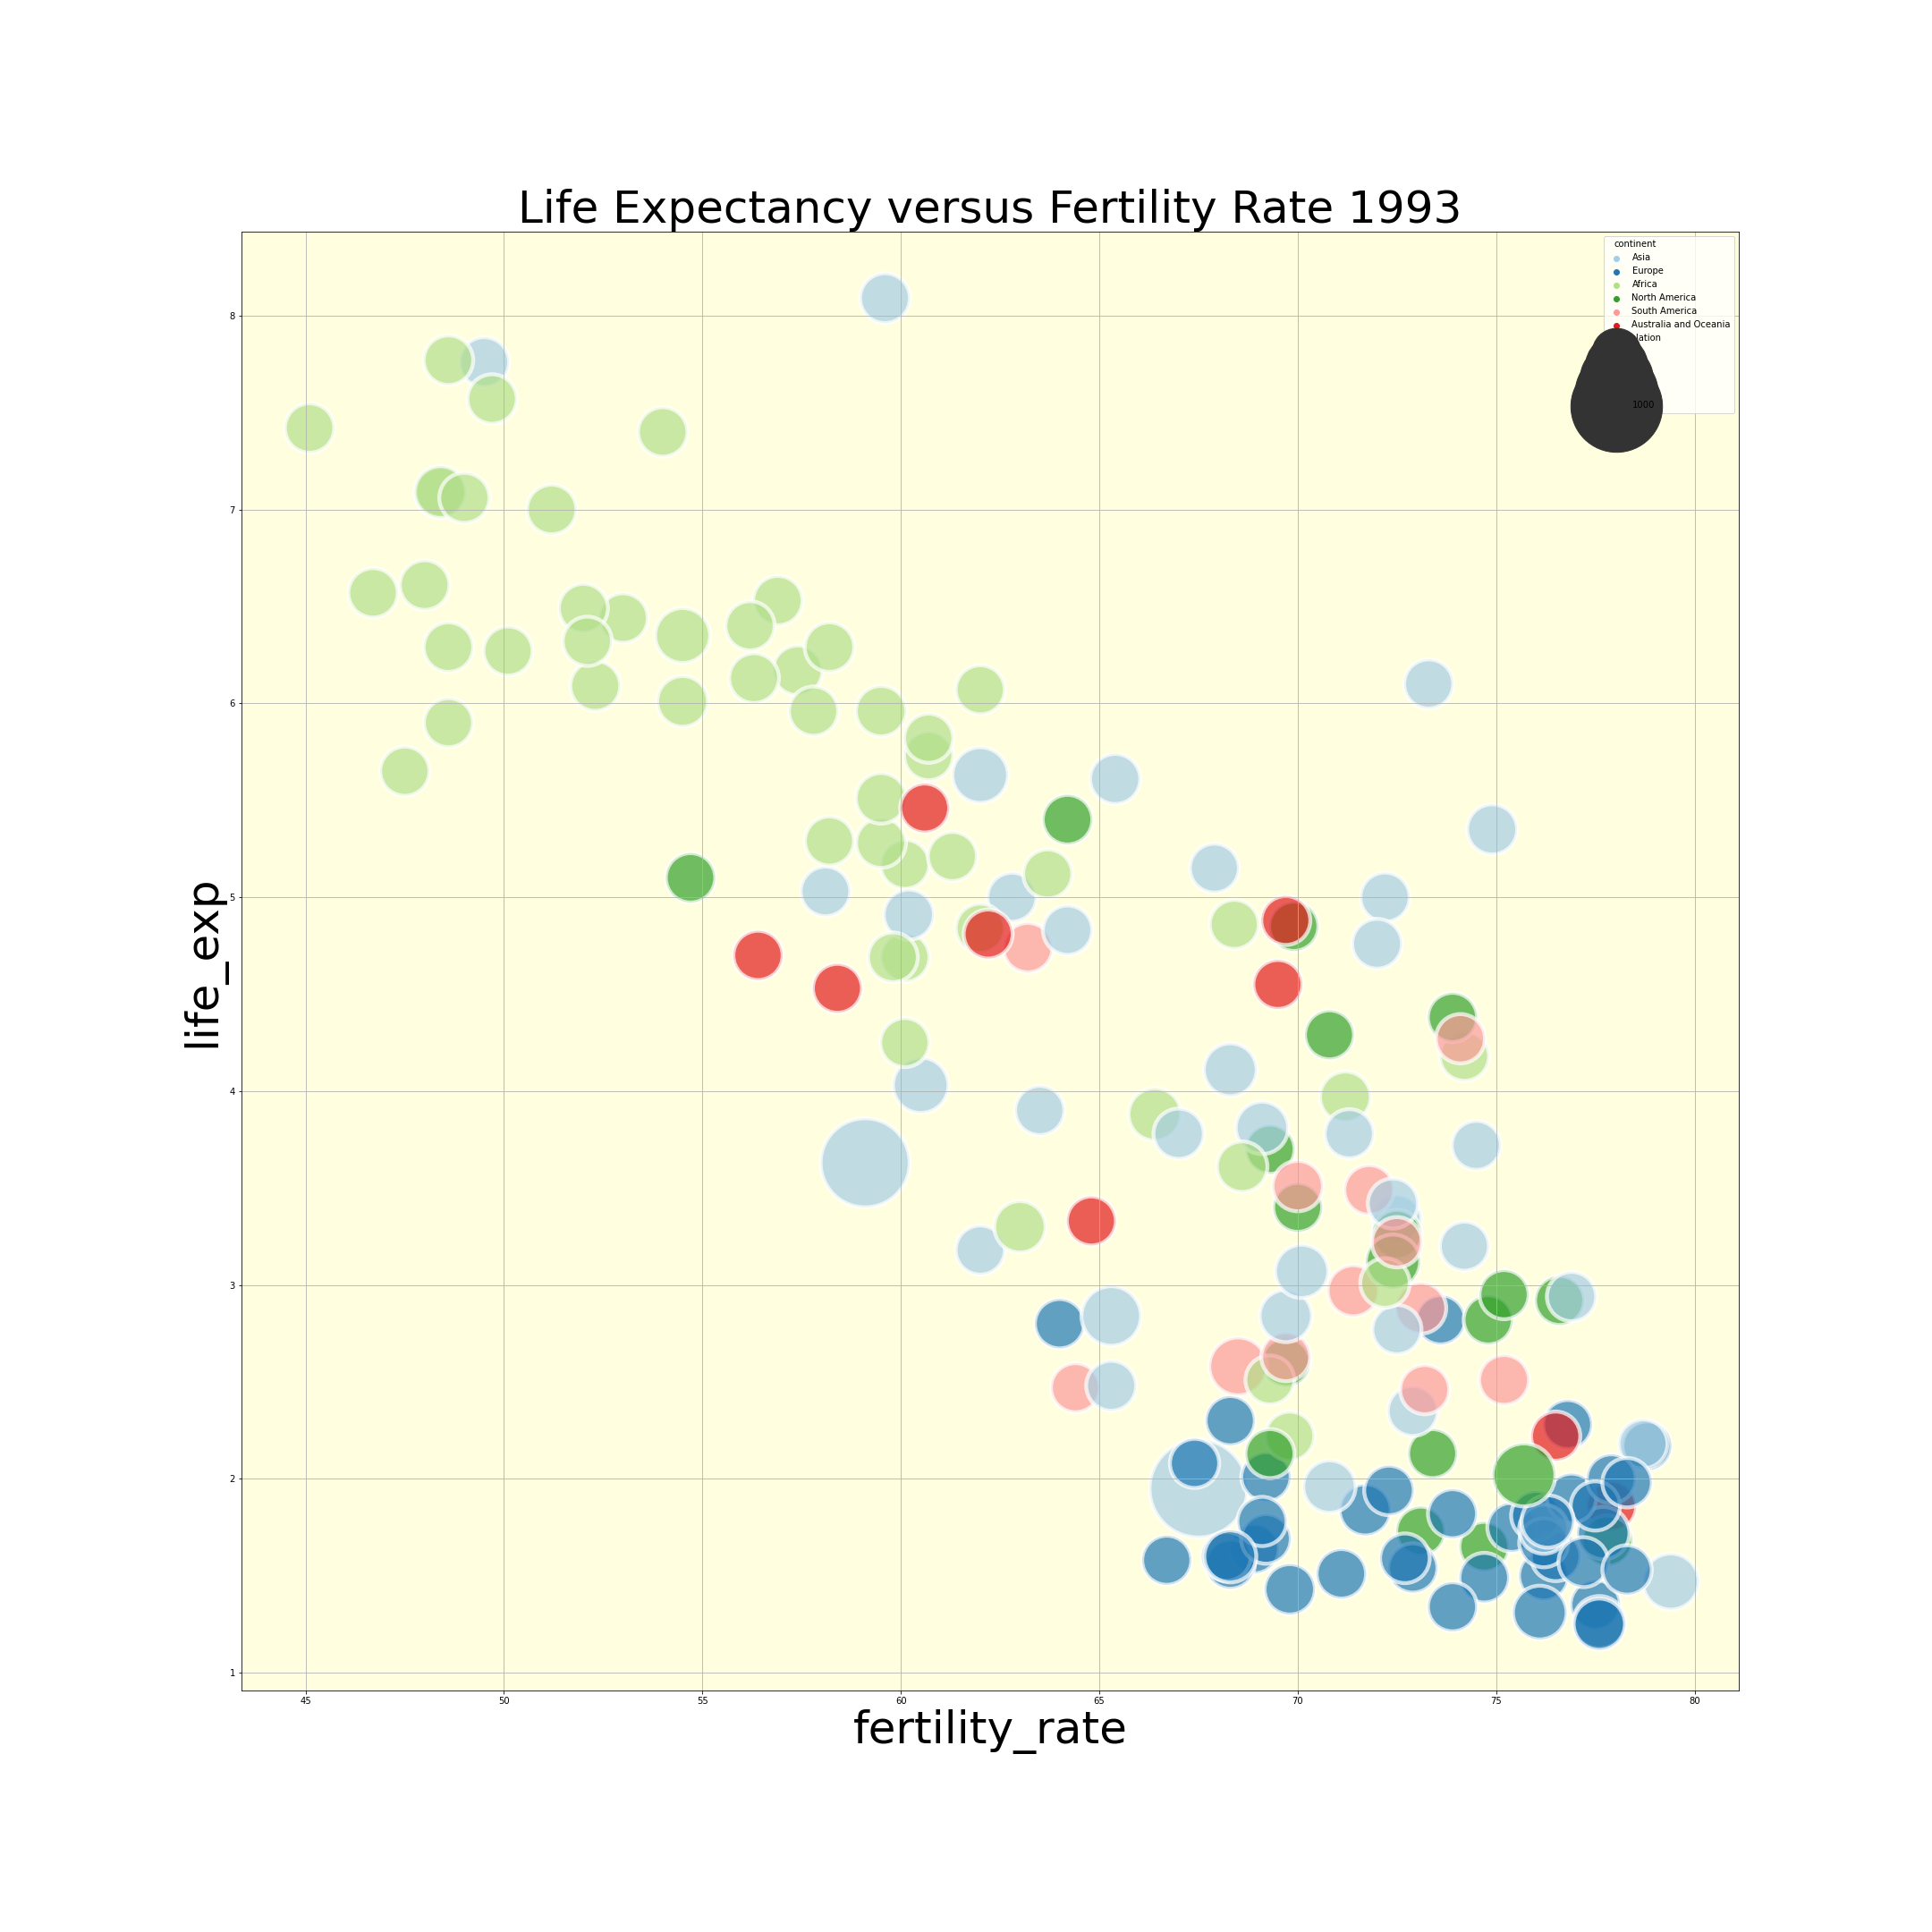 Life Expectancy versus Fertility Rate 1993
continent
Asia
Europe
Africa
North America
South America
Australia and Oceania
1000
8
7
6
5
4
3
2
1
life_exp
45 50 55 60 65 70 75 80
fertility_rate